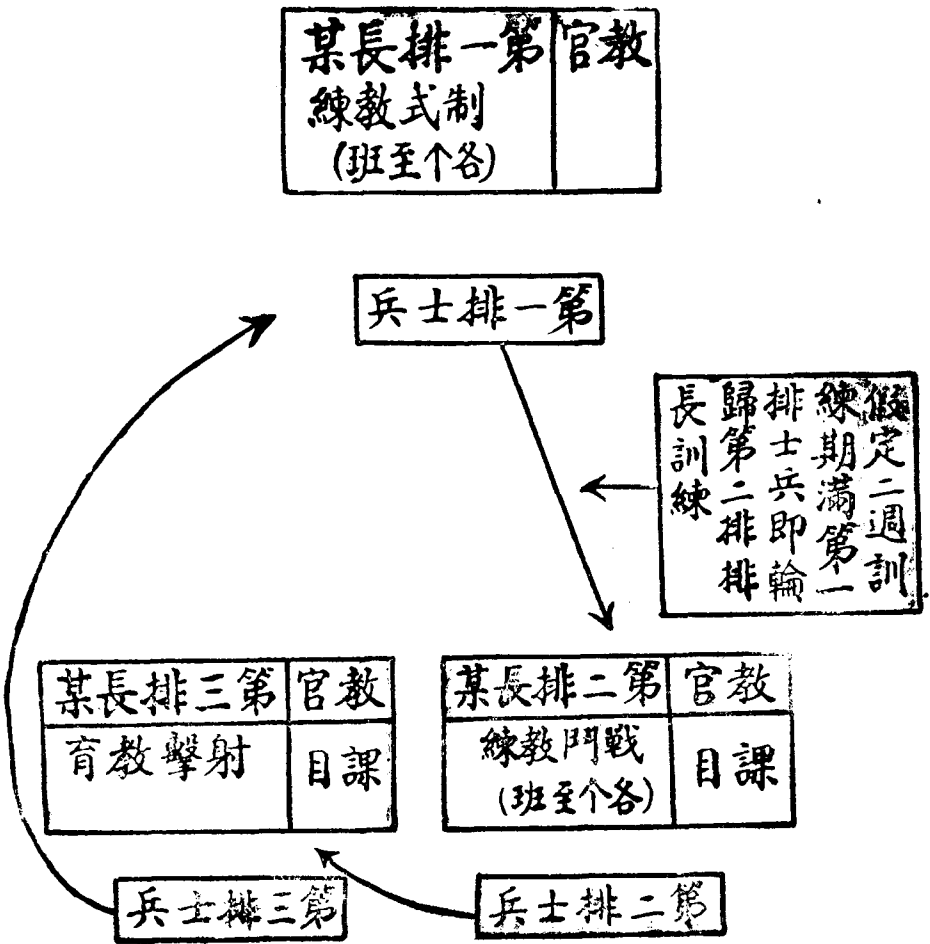 教官
第一排長某
制式教練
(各个至班)
第一排士兵
假定二週訓
練期滿第一
排士兵即輪
歸第二排排
長訓練
教官
第二排長某
課目
戰鬥教練
(各个至班)
教官
第三排長某
課目
射擊教育
第二排士兵
第三排士兵